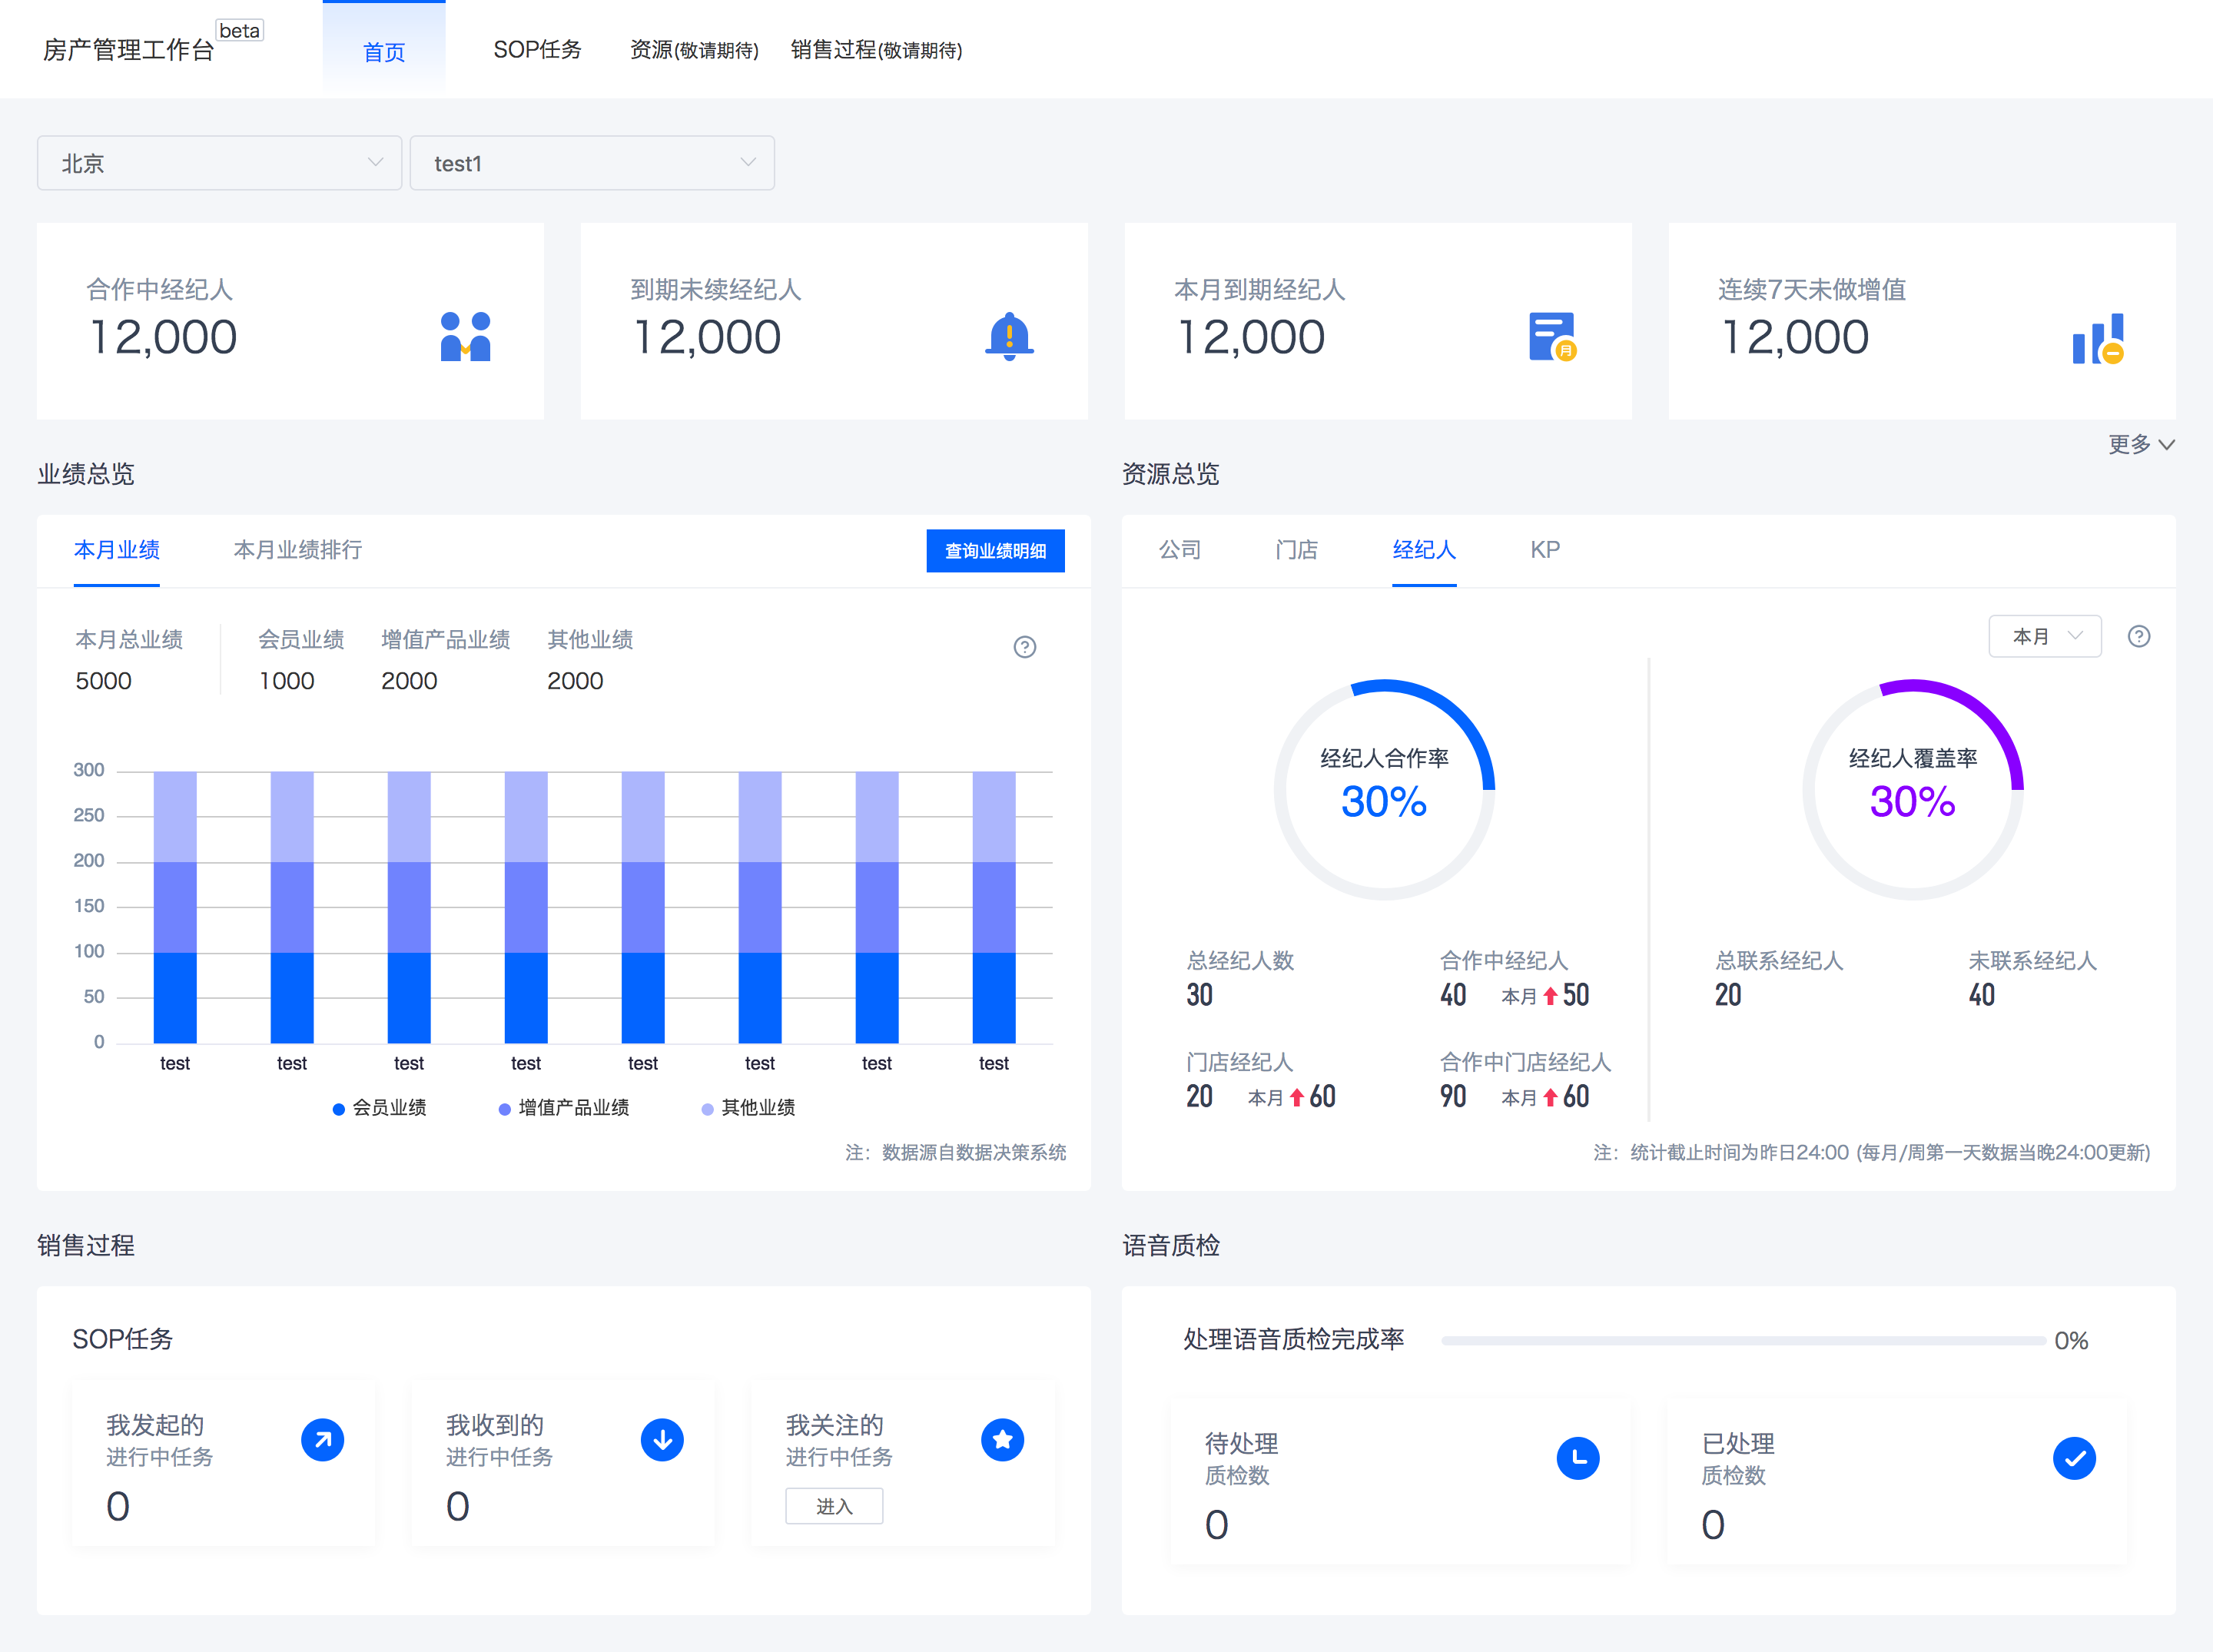 房产管理工作台 beta
首页 SOP任务 资源(敬请期待) 销售过程(敬请期待)
北京 test1
合作中经纪人
12,000
到期未续经纪人
12,000
本月到期经纪人
12,000
月
连续7天未做增值
12,000
更多
业绩总览
本月业绩 本月业绩排行 查询业绩明细
本月总业绩 会员业绩 增值产品业绩 其他业绩
5000 1000 2000 2000
300
250
200
150
100
50
0
test test test test test test test test
会员业绩 增值产品业绩 其他业绩
注：数据源自数据决策系统
资源总览
公司 门店 经纪人 KP
本月
经纪人合作率
30%
经纪人覆盖率
30%
总经纪人数 合作中经纪人 总联系经纪人 未联系经纪人
30 40 本月 50 20 40
门店经纪人 合作中门店经纪人
20 本月 60 90 本月 60
注：统计截止时间为昨日24:00 (每月/周第一天数据当晚24:00更新)
销售过程
SOP任务
我发起的
进行中任务
0
我收到的
进行中任务
0
我关注的
进行中任务
进入
语音质检
处理语音质检完成率 0%
待处理
质检数
0
已处理
质检数
0